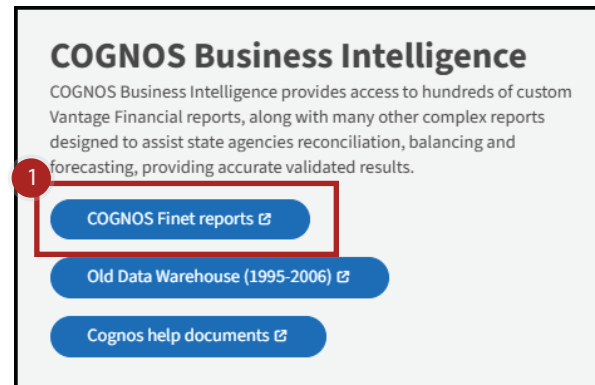 COGNOS Business Intelligence
COGNOS Business Intelligence provides access to hundreds of custom
Vantage Financial reports, along with many other complex reports
designed to assist state agencies reconciliation, balancing and
forecasting, providing accurate validated results.
1
COGNOS Finet reports
Old Data Warehouse (1995-2006)
Cognos help documents